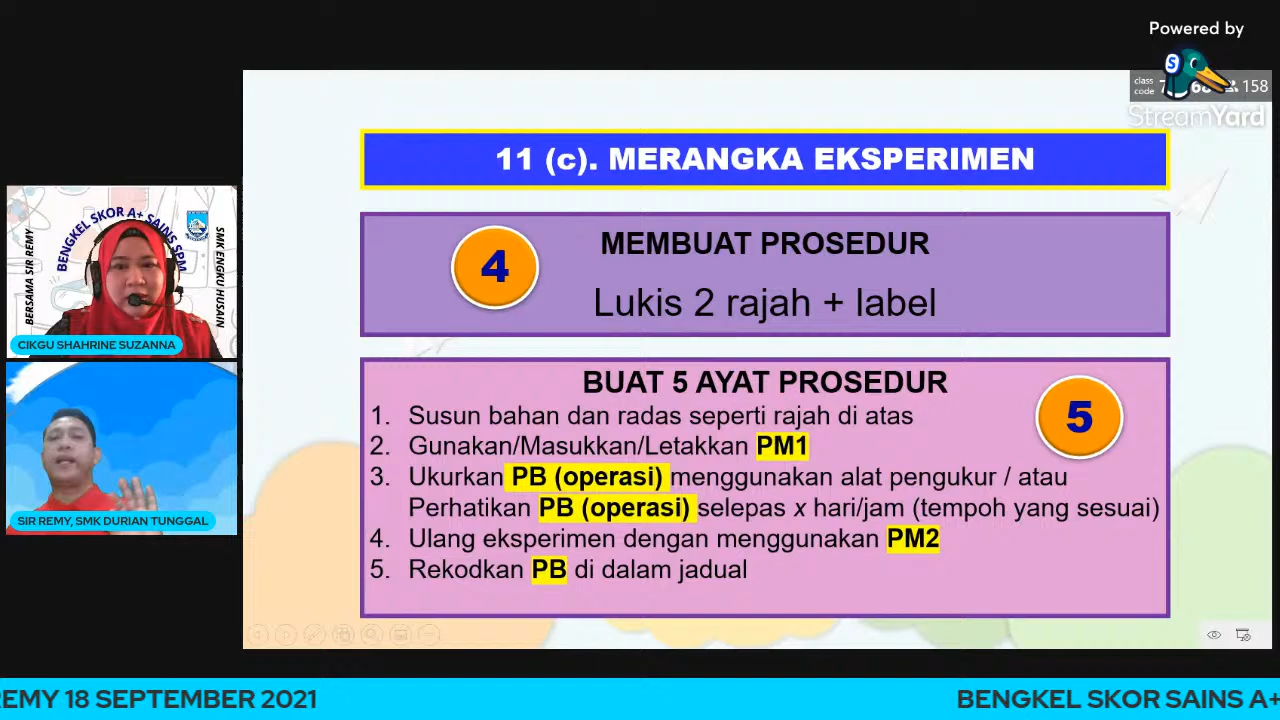 Powered by
class
code
158
StreamYard
11 (c). MERANGKA EKSPERIMEN
4
MEMBUAT PROSEDUR
Lukis 2 rajah + label
BUAT 5 AYAT PROSEDUR
5
1. Susun bahan dan radas seperti rajah di atas
2. Gunakan/Masukkan/Letakkan PM1
3. Ukurkan PB (operasi) menggunakan alat pengukur / atau
Perhatikan PB (operasi) selepas x hari/jam (tempoh yang sesuai)
4. Ulang eksperimen dengan menggunakan PM2
5. Rekodkan PB di dalam jadual
BENGKEL SKOR A+ SAINS SPM
BERSAMA SIR REMY
SMK ENGKU HUSAIN
CIKGU SHAHRINE SUZANNA
SIR REMY, SMK DURIAN TUNGGAL
REMY 18 SEPTEMBER 2021
BENGKEL SKOR SAINS A+